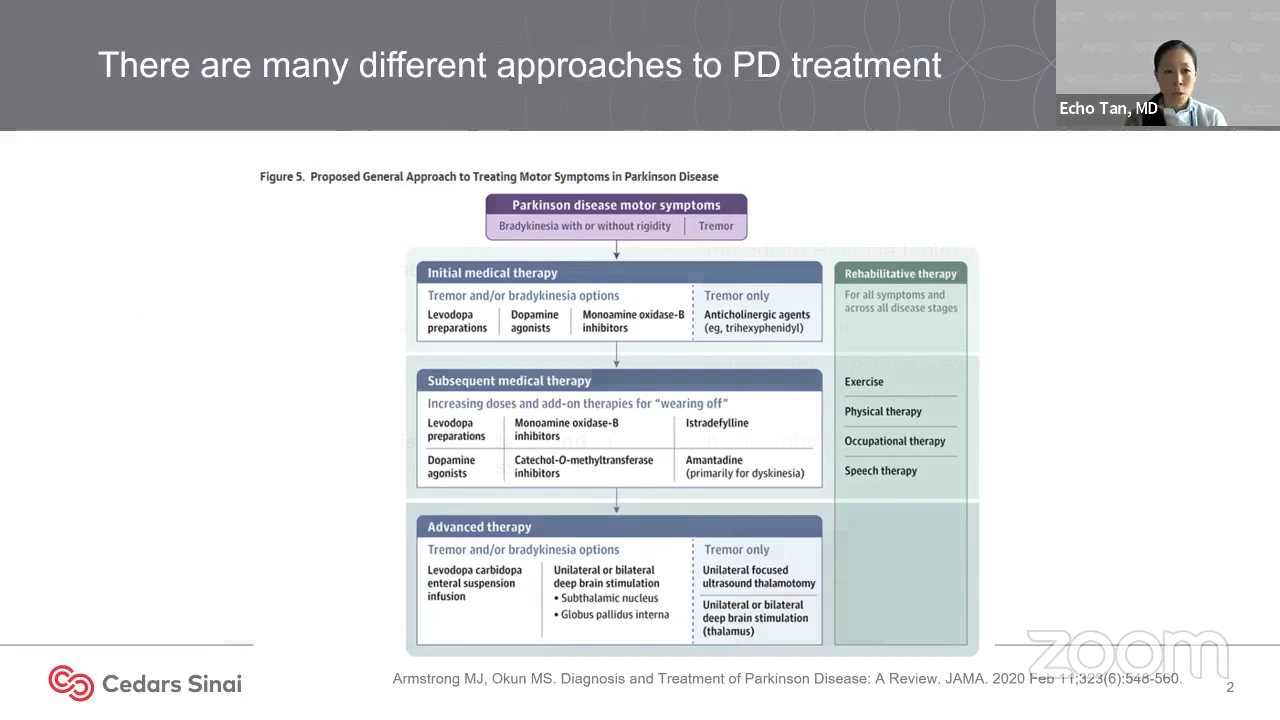 There are many different approaches to PD treatment
Echo Tan, MD
Figure 5. Proposed General Approach to Treating Motor Symptoms in Parkinson Disease
Parkinson disease motor symptoms
Bradykinesia with or without rigidity
Tremor
Initial medical therapy
Tremor and/or bradykinesia options
Levodopa
preparations
Dopamine
agonists
Monoamine oxidase-B
inhibitors
Tremor only
Anticholinergic agents
(eg, trihexyphenidyl)
Rehabilitative therapy
For all symptoms and
across all disease stages
Exercise
Physical therapy
Occupational therapy
Speech therapy
Subsequent medical therapy
Increasing doses and add-on therapies for “wearing off”
Levodopa
preparations
Monoamine oxidase-B
inhibitors
Istradefylline
Dopamine
agonists
Catechol-O-methyltransferase
inhibitors
Amantadine
(primarily for dyskinesia)
Advanced therapy
Tremor and/or bradykinesia options
Levodopa carbidopa
enteral suspension
infusion
Unilateral or bilateral
deep brain stimulation
• Subthalamic nucleus
• Globus pallidus interna
Tremor only
Unilateral focused
ultrasound thalamotomy
Unilateral or bilateral
deep brain stimulation
(thalamus)
zoom
Cedars Sinai
Armstrong MJ, Okun MS. Diagnosis and Treatment of Parkinson Disease: A Review. JAMA. 2020 Feb 11;323(6):548-560.
2